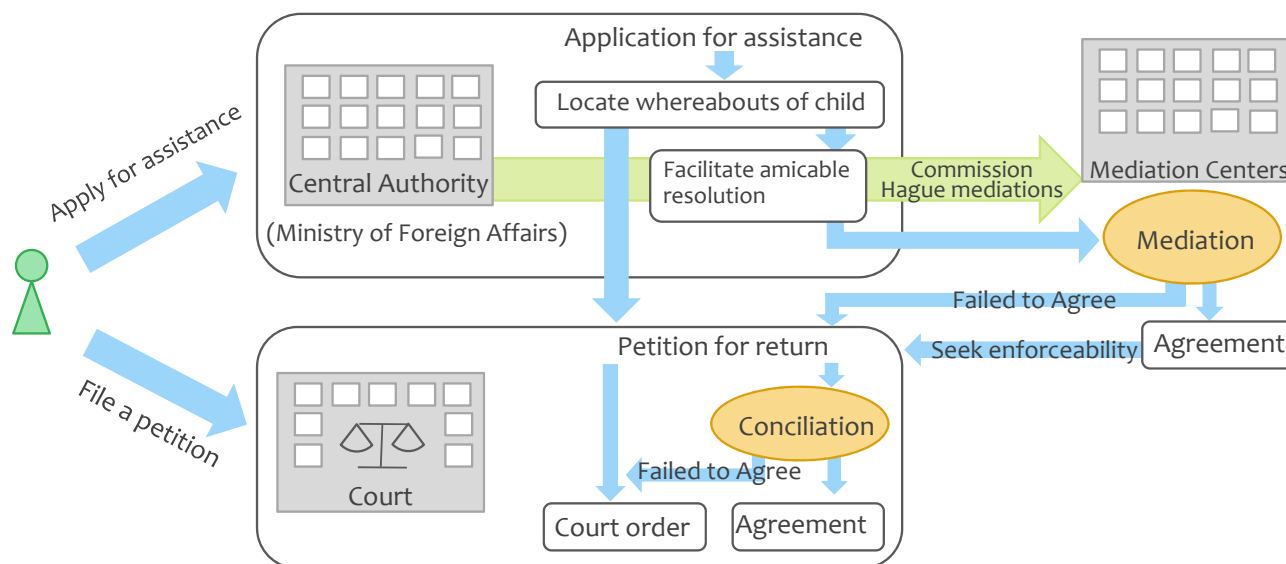 Application for assistance
Locate whereabouts of child
Apply for assistance
Central Authority
(Ministry of Foreign Affairs)
Facilitate amicable
resolution
Commission
Hague mediations
Mediation Centers
Mediation
Failed to Agree
Seek enforceability
Agreement
File a petition
Petition for return
Court
Conciliation
Failed to Agree
Court order
Agreement